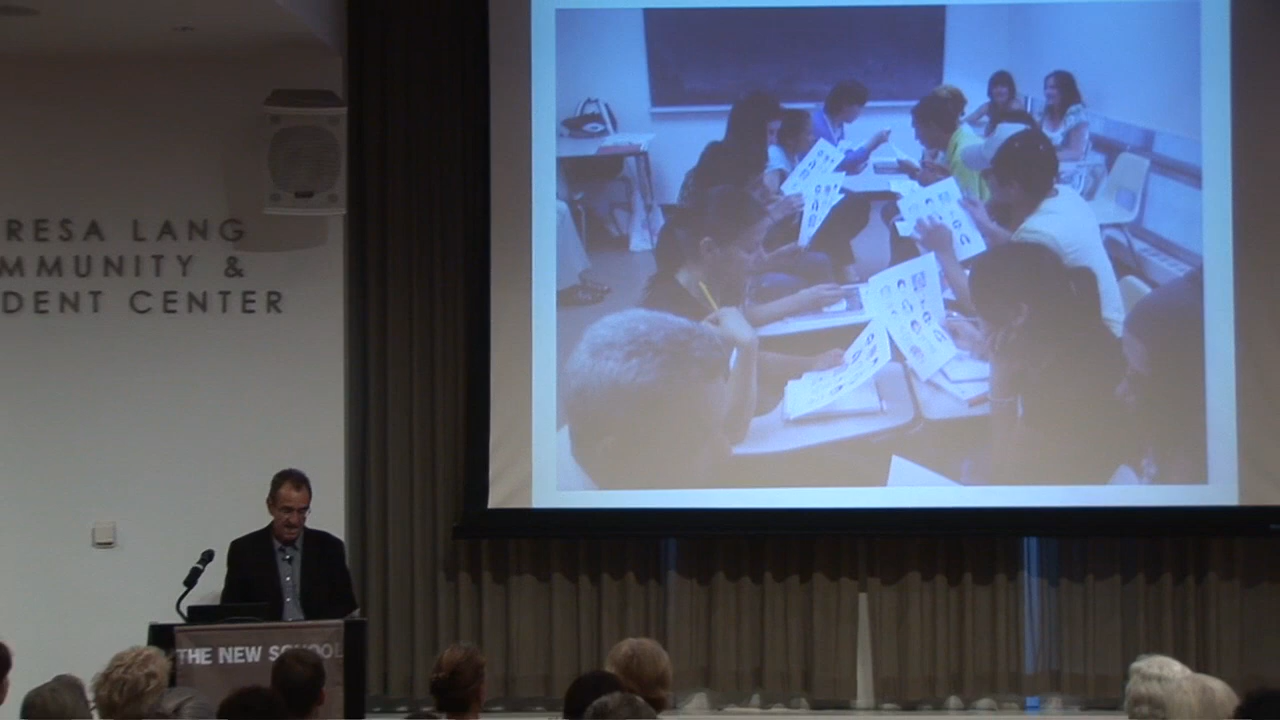 RESA LANG
MMUNITY &
DENT CENTER
THE NEW SCHOOL